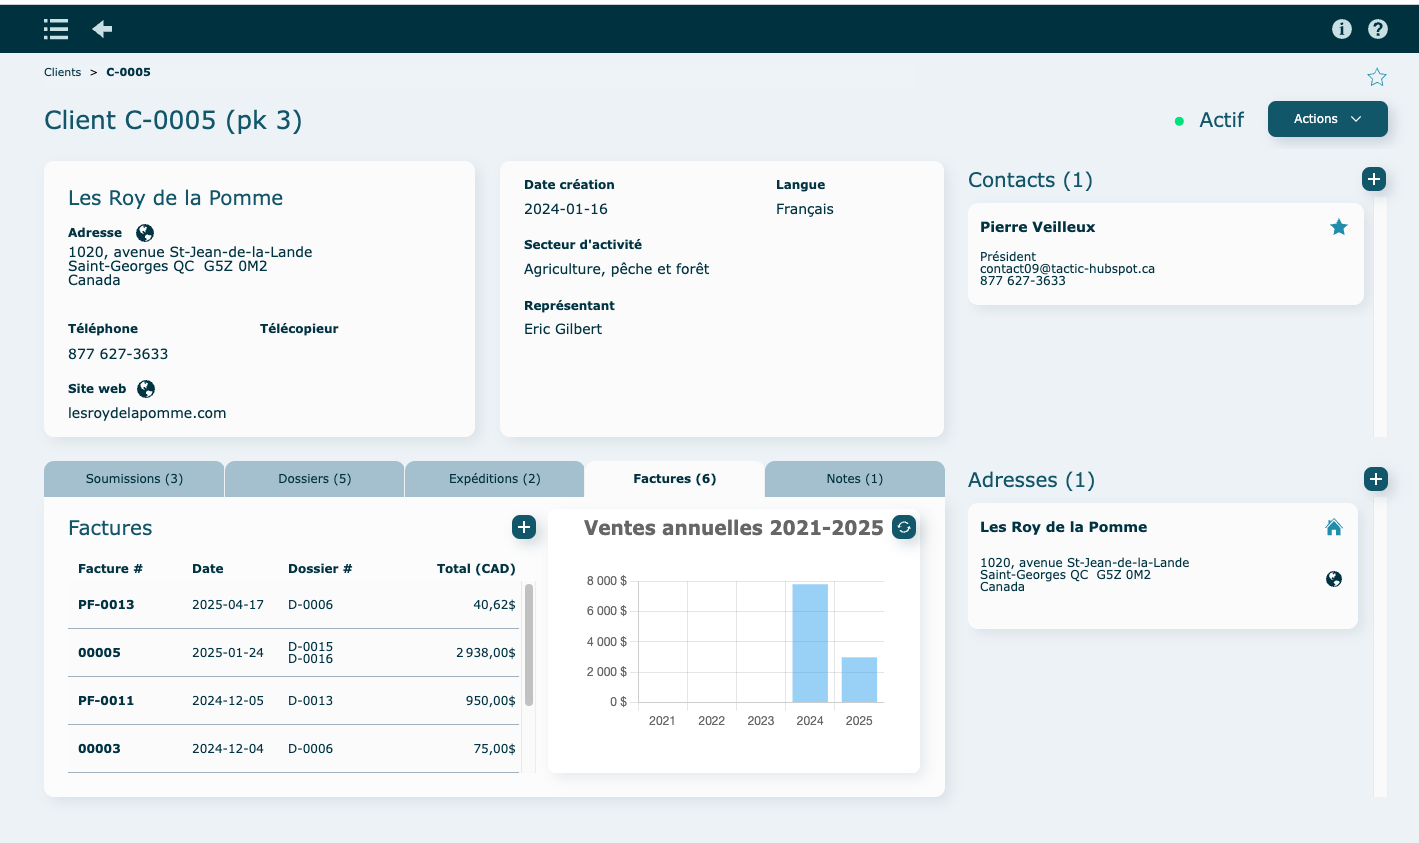 Clients > C-0005
Client C-0005 (pk 3)
Actif
Actions
Les Roy de la Pomme
Adresse
1020, avenue St-Jean-de-la-Lande
Saint-Georges QC  G5Z 0M2
Canada
Téléphone
Télécopieur
877 627-3633
Site web
lesroydelapomme.com
Date création
Langue
2024-01-16
Français
Secteur d'activité
Agriculture, pêche et forêt
Représentant
Eric Gilbert
Contacts (1)
Pierre Veilleux
Président
contact09@tactic-hubspot.ca
877 627-3633
Soumissions (3)
Dossiers (5)
Expéditions (2)
Factures (6)
Notes (1)
Factures
Facture # Date Dossier # Total (CAD)
PF-0013 2025-04-17 D-0006 40,62$
00005 2025-01-24 D-0015 2 938,00$
D-0016
PF-0011 2024-12-05 D-0013 950,00$
00003 2024-12-04 D-0006 75,00$
Ventes annuelles 2021-2025
8 000 $
6 000 $
4 000 $
2 000 $
0 $
2021 2022 2023 2024 2025
Adresses (1)
Les Roy de la Pomme
1020, avenue St-Jean-de-la-Lande
Saint-Georges QC  G5Z 0M2
Canada